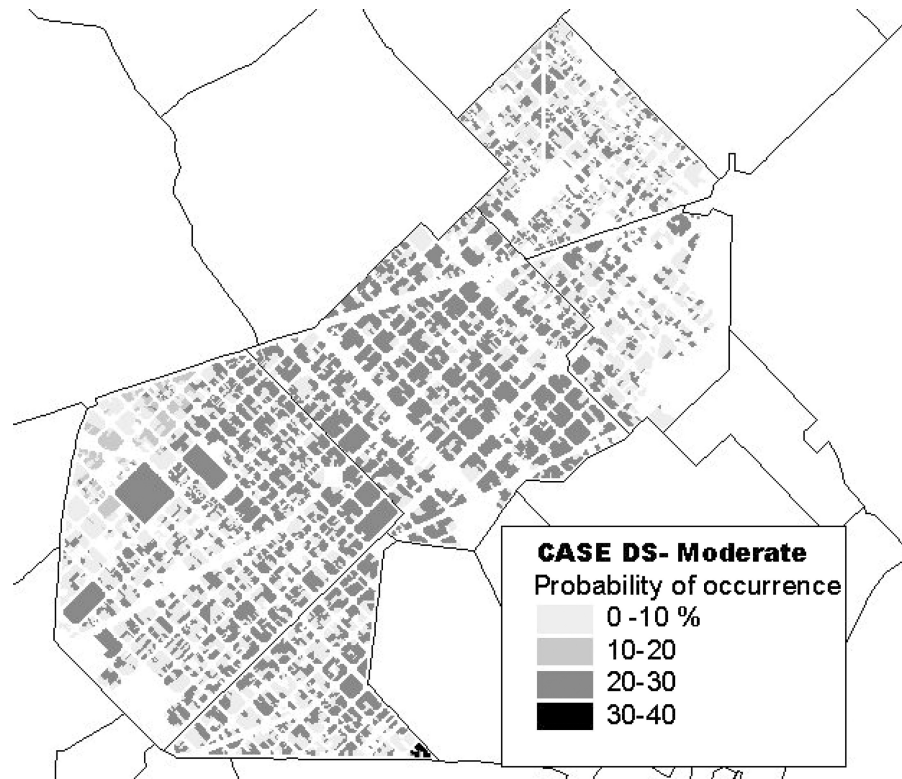 CASE DS- Moderate
Probability of occurrence
0 -10 %
10-20
20-30
30-40